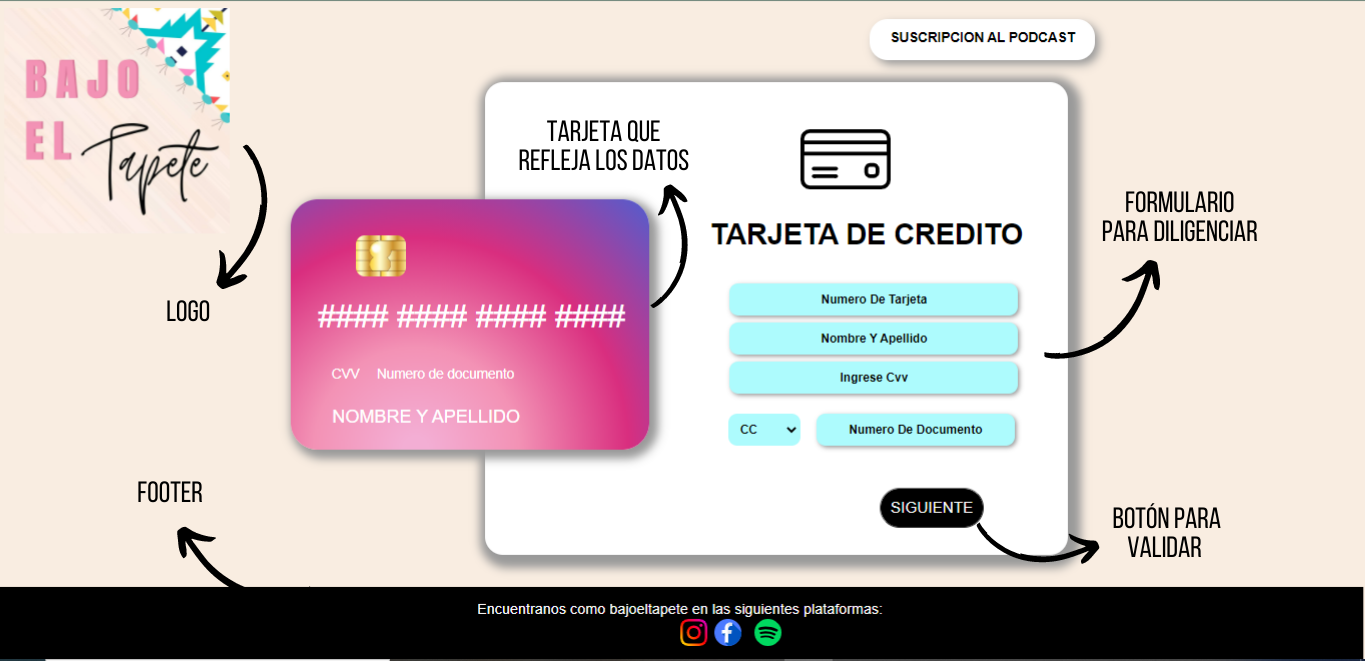 BAJO
EL
Tapete
SUSCRIPCION AL PODCAST
TARJETA QUE
REFLEJA LOS DATOS
TARJETA DE CREDITO
FORMULARIO
PARA DILIGENCIAR
LOGO
#### #### #### ####
CVV Numero de documento
NOMBRE Y APELLIDO
Numero De Tarjeta
Nombre Y Apellido
Ingrese Cvv
CC
Numero De Documento
FOOTER
SIGUIENTE
BOTÓN PARA
VALIDAR
Encuentranos como bajoeltapete en las siguientes plataformas: